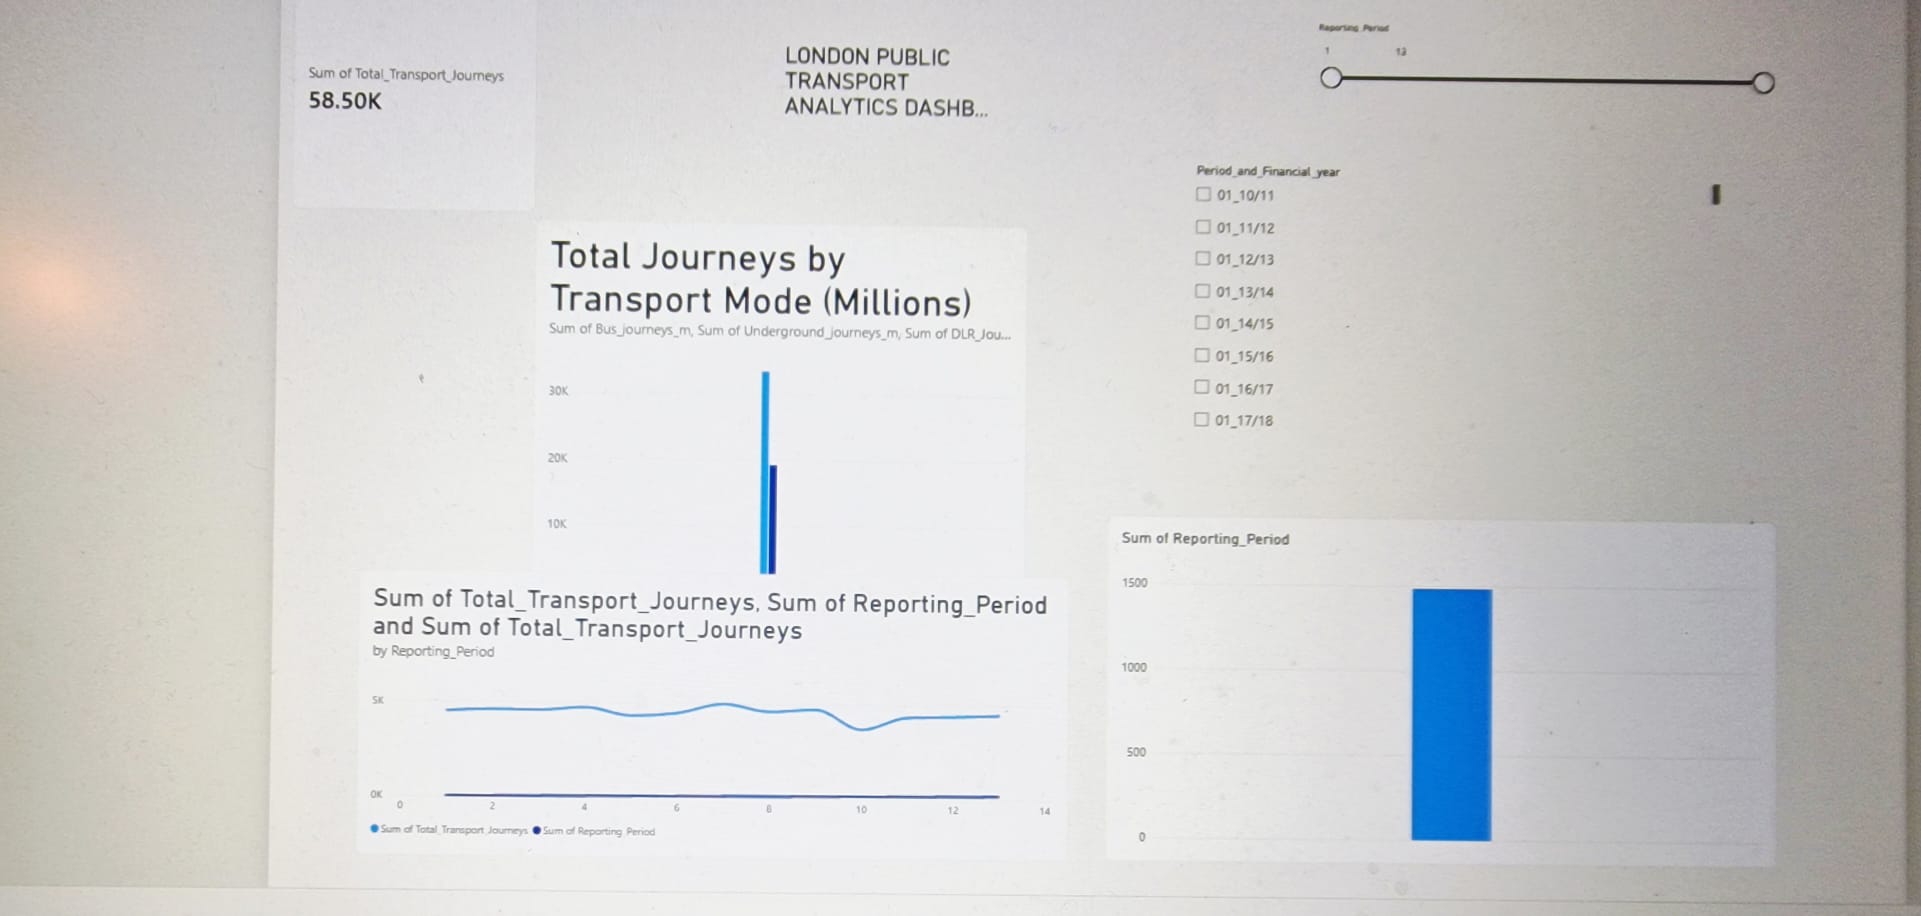 Sum of Total_Transport_Journeys
58.50K
LONDON PUBLIC
TRANSPORT
ANALYTICS DASHB...
Reporting_Period
1
13
Period_and_Financial_year
01_10/11
01_11/12
01_12/13
01_13/14
01_14/15
01_15/16
01_16/17
01_17/18
Total Journeys by
Transport Mode (Millions)
Sum of Bus_journeys_m, Sum of Underground_journeys_m, Sum of DLR_Jou...
30K
20K
10K
Sum of Total_Transport_Journeys, Sum of Reporting_Period
and Sum of Total_Transport_Journeys
by Reporting_Period
5K
0K
0 2 4 6 8 10 12 14
Sum of Total_Transport_Journeys Sum of Reporting_Period
Sum of Reporting_Period
1500
1000
500
0